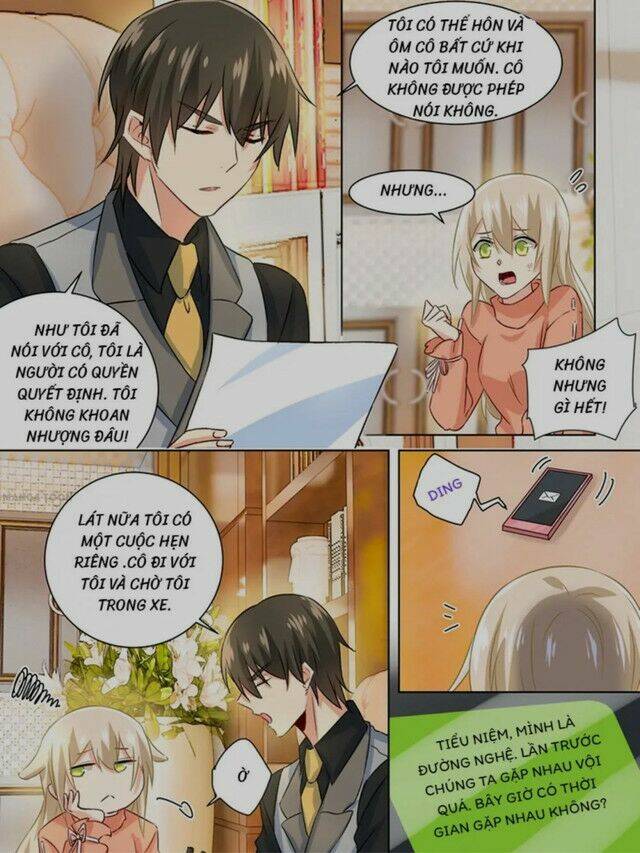 TÔI CÓ THỂ HÔN VÀ
ÔM CÔ BẤT CỨ KHI
NÀO TÔI MUỐN. CÔ
KHÔNG ĐƯỢC PHÉP
NÓI KHÔNG.
NHƯNG...
NHƯ TÔI ĐÃ
NÓI VỚI CÔ, TÔI LÀ
NGƯỜI CÓ QUYỀN
QUYẾT ĐỊNH. TÔI
KHÔNG KHOAN
NHƯỢNG ĐÂU!
KHÔNG
NHƯNG
GÌ HẾT!
LÁT NỮA TÔI CÓ
MỘT CUỘC HẸN
RIÊNG .CÔ ĐI VỚI
TÔI VÀ CHỜ TÔI
TRONG XE.
Ờ
DING
TIỂU NIỆM, MÌNH LÀ
ĐƯỜNG NGHỆ. LẦN TRƯỚC
CHÚNG TA GẶP NHAU VỘI
QUÁ. BÂY GIỜ CÓ THỜI
GIAN GẶP NHAU KHÔNG?